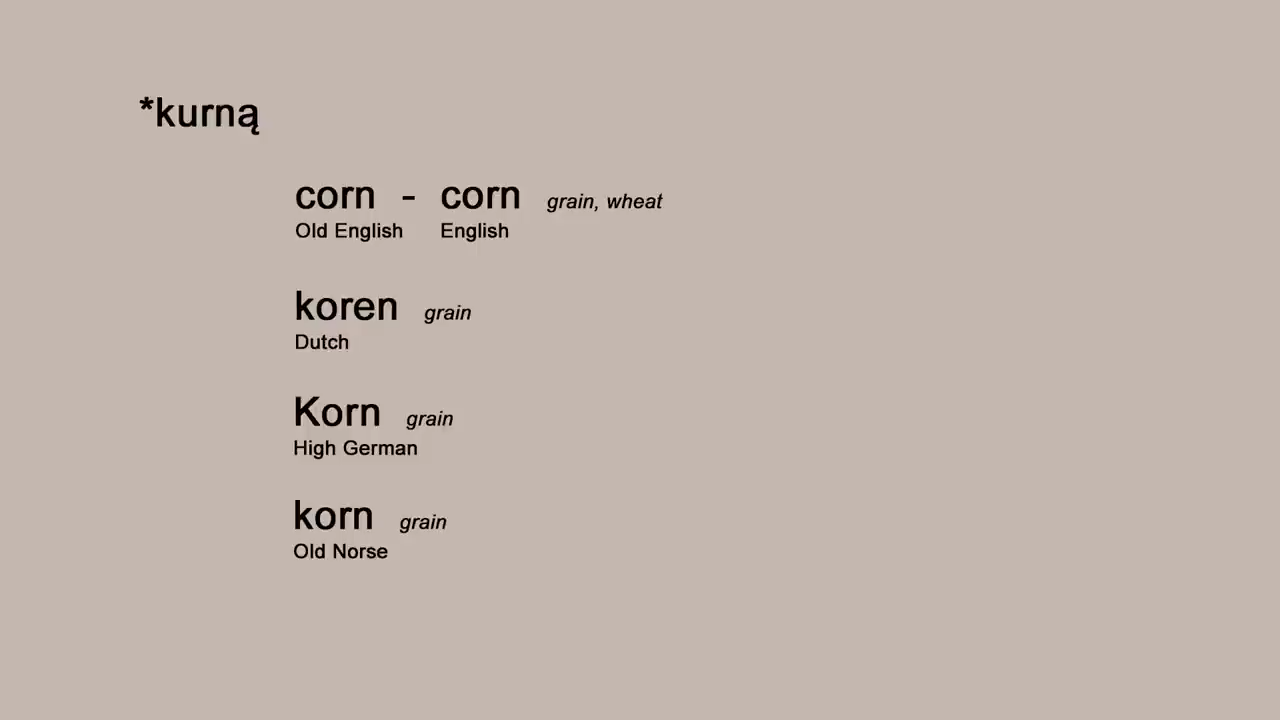 *kurną
corn - corn grain, wheat
Old English English
koren grain
Dutch
Korn grain
High German
korn grain
Old Norse